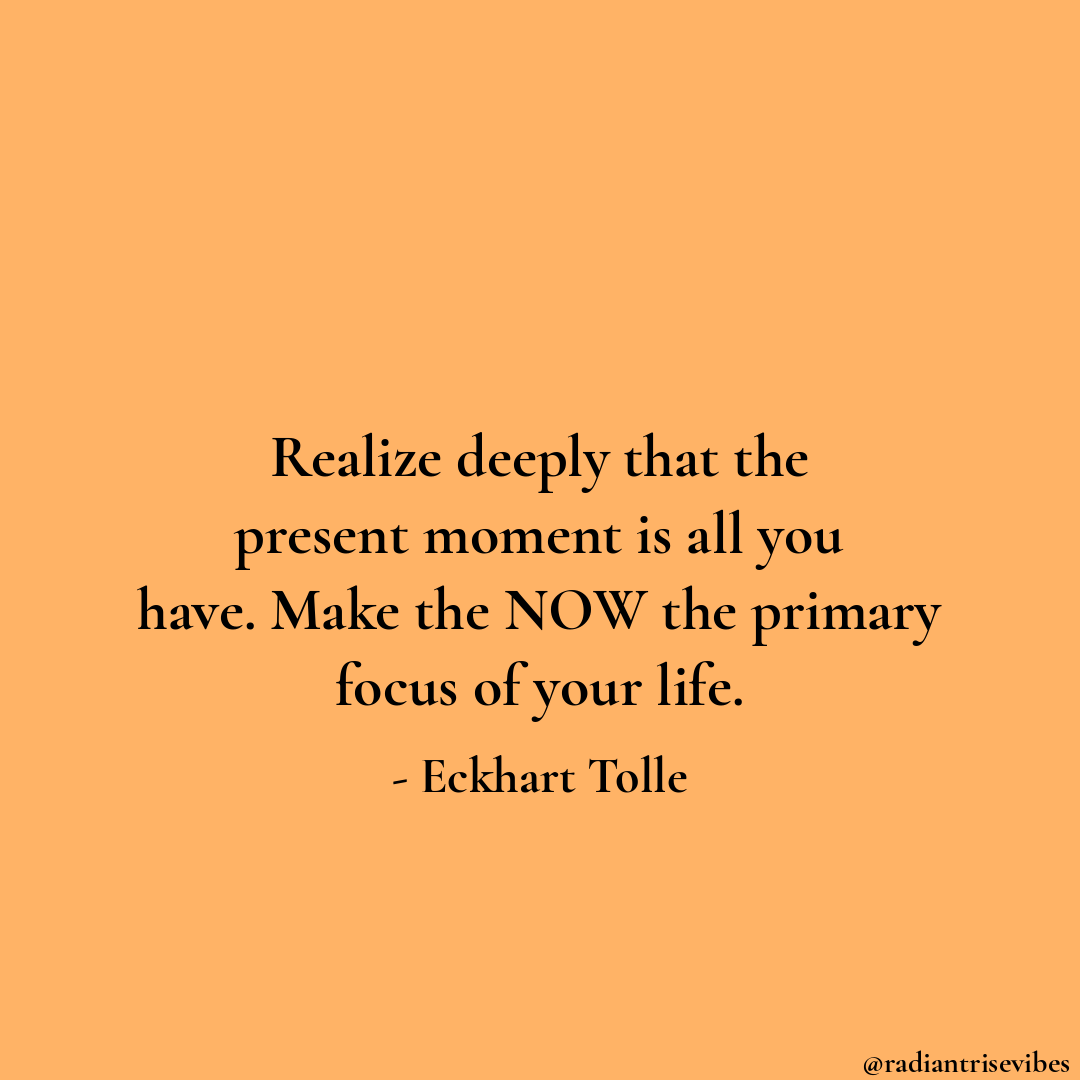 Realize deeply that the
present moment is all you
have. Make the NOW the primary
focus of your life.
- Eckhart Tolle
@radiantrisevibes